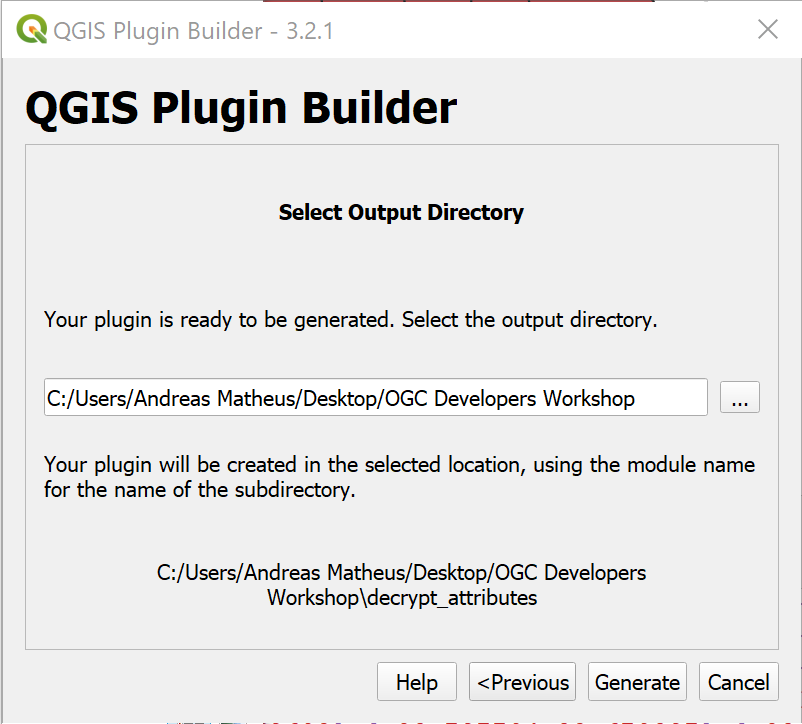 QGIS Plugin Builder - 3.2.1
QGIS Plugin Builder
Select Output Directory
Your plugin is ready to be generated. Select the output directory.
C:/Users/Andreas Matheus/Desktop/OGC Developers Workshop
...
Your plugin will be created in the selected location, using the module name
for the name of the subdirectory.
C:/Users/Andreas Matheus/Desktop/OGC Developers
Workshop\decrypt_attributes
Help
<Previous
Generate
Cancel